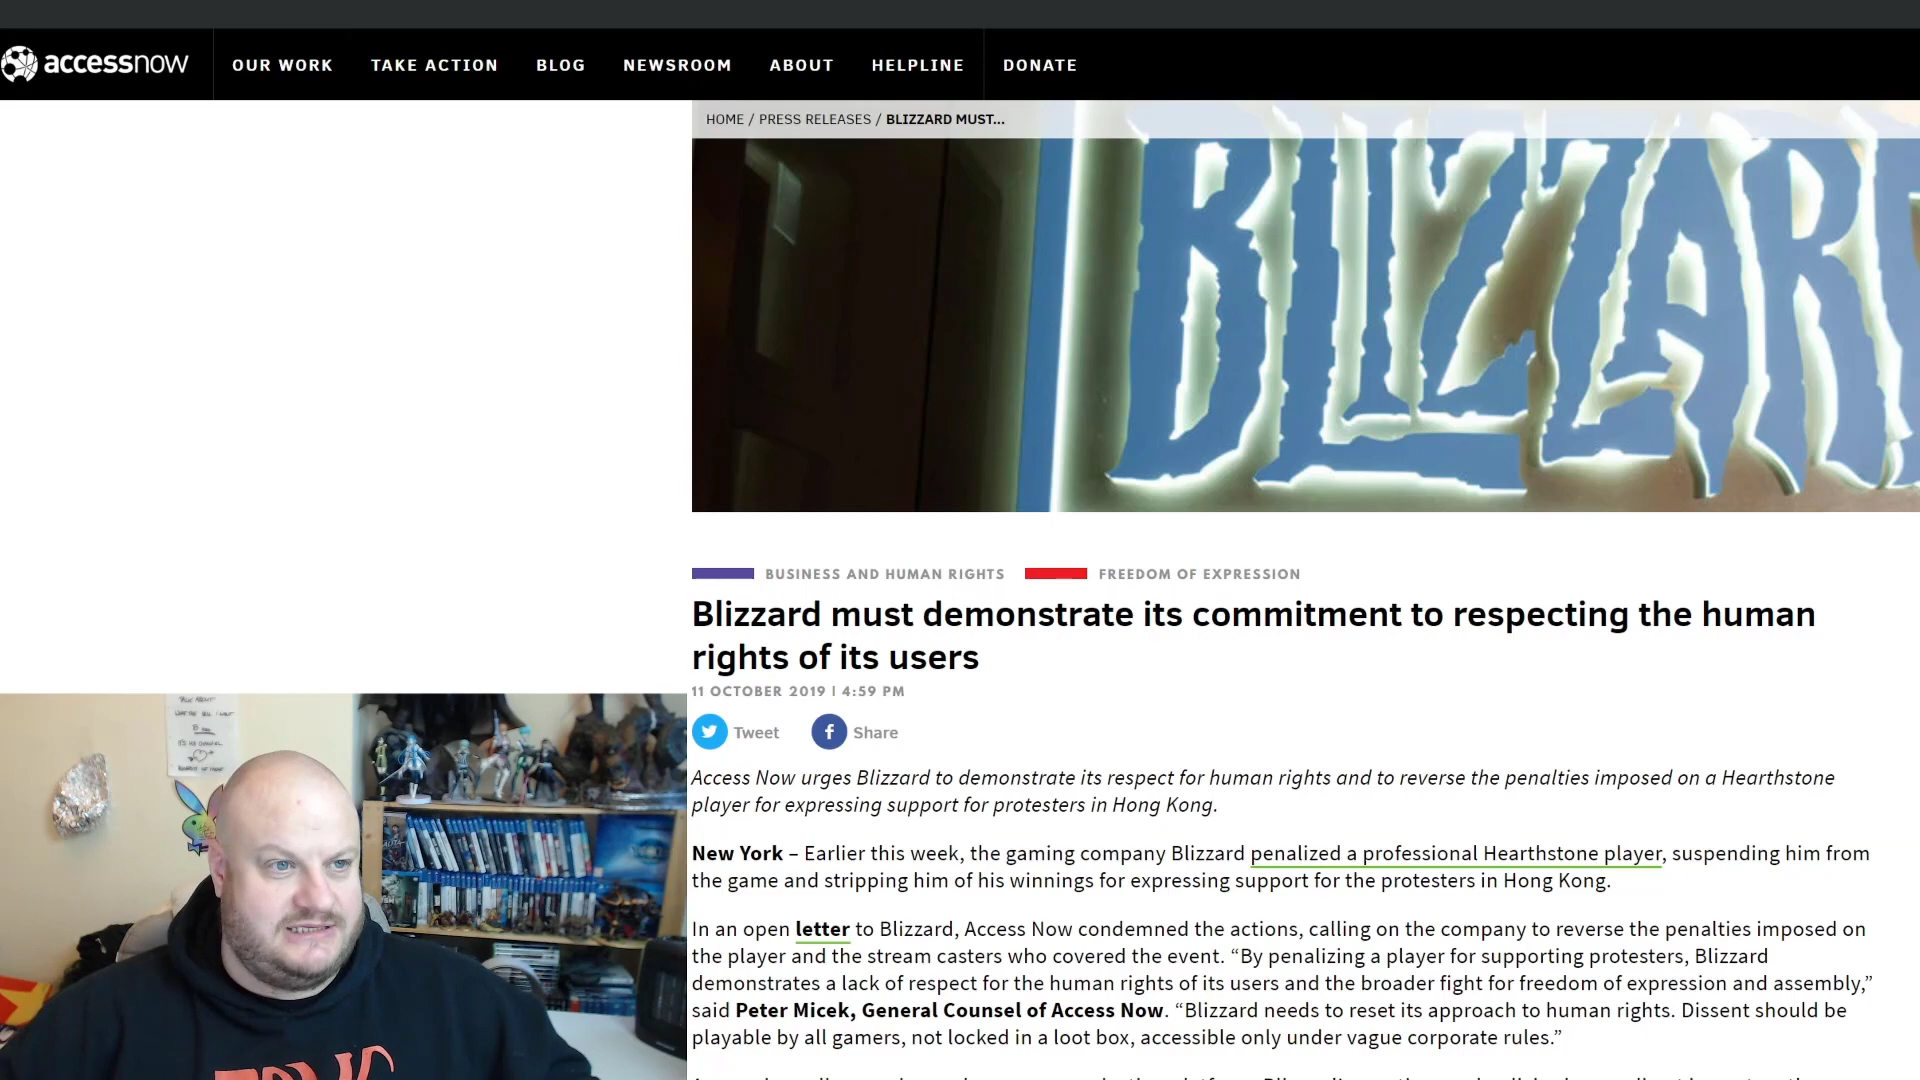 accessnow
OUR WORK
TAKE ACTION
BLOG
NEWSROOM
ABOUT
HELPLINE
DONATE
HOME / PRESS RELEASES / BLIZZARD MUST...
BLIZZAR
BUSINESS AND HUMAN RIGHTS
FREEDOM OF EXPRESSION
Blizzard must demonstrate its commitment to respecting the human
rights of its users
11 OCTOBER 2019 | 4:59 PM
Tweet
Share
Access Now urges Blizzard to demonstrate its respect for human rights and to reverse the penalties imposed on a Hearthstone
player for expressing support for protesters in Hong Kong.
New York – Earlier this week, the gaming company Blizzard penalized a professional Hearthstone player, suspending him from
the game and stripping him of his winnings for expressing support for the protesters in Hong Kong.
In an open letter to Blizzard, Access Now condemned the actions, calling on the company to reverse the penalties imposed on
the player and the stream casters who covered the event. “By penalizing a player for supporting protesters, Blizzard
demonstrates a lack of respect for the human rights of its users and the broader fight for freedom of expression and assembly,”
said Peter Micek, General Counsel of Access Now. “Blizzard needs to reset its approach to human rights. Dissent should be
playable by all gamers, not locked in a loot box, accessible only under vague corporate rules.”